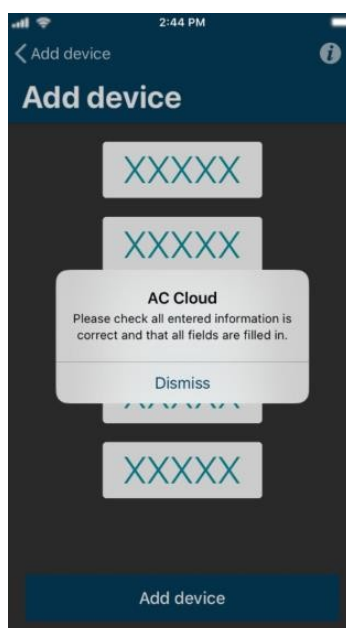 2:44 PM
Add device
Add device
XXXXX
XXXXX
AC Cloud
Please check all entered information is
correct and that all fields are filled in.
Dismiss
XXXXX
XXXXX
Add device